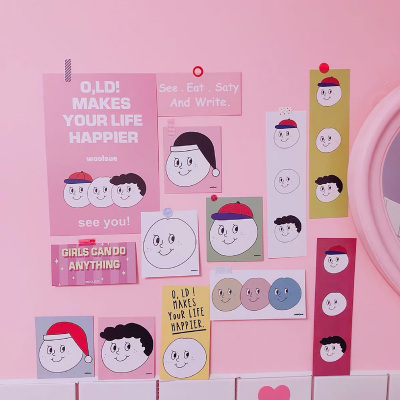 O,LD!
MAKES
YOUR LIFE
HAPPIER
woolsue
see you!
See . Eat . Saty
And Write.
GIRLS CAN DO
ANYTHING
O, LD!
MAKES
YouR LIFE
HAPPIER.